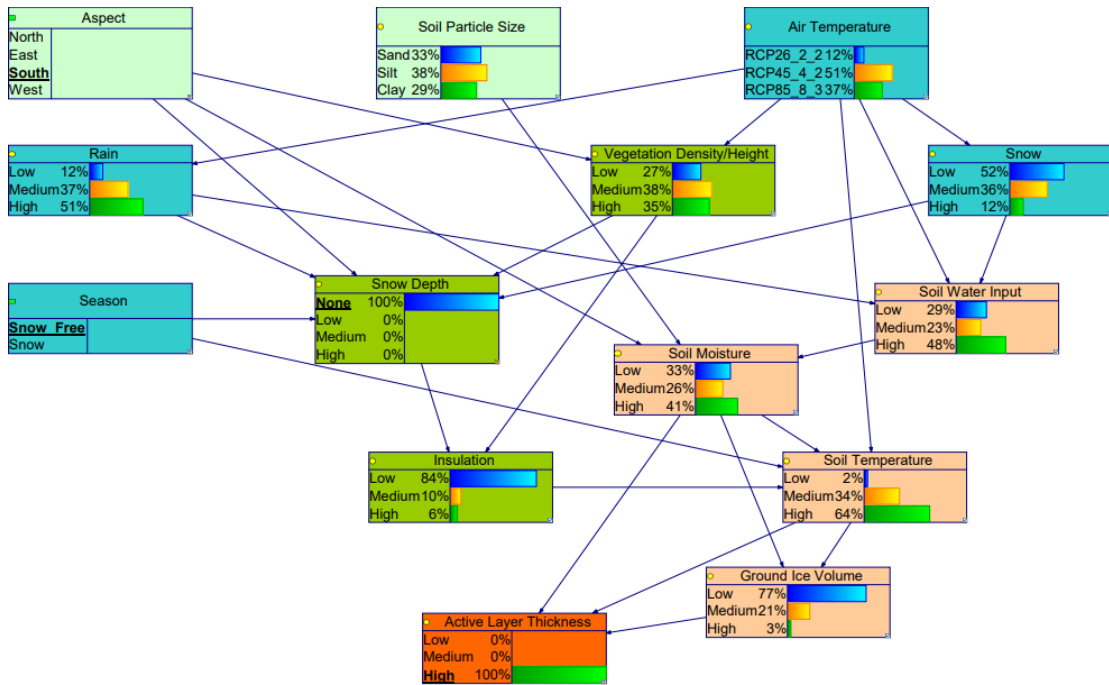 Aspect
North
East
South
West
Soil Particle Size
Sand 33%
Silt 38%
Clay 29%
Air Temperature
RCP26_2_2 12%
RCP45_4_2 51%
RCP85_8_3 37%
Rain
Low 12%
Medium 37%
High 51%
Vegetation Density/Height
Low 27%
Medium 38%
High 35%
Snow
Low 52%
Medium 36%
High 12%
Season
Snow_Free
Snow
Snow Depth
None 100%
Low 0%
Medium 0%
High 0%
Soil Water Input
Low 29%
Medium 23%
High 48%
Soil Moisture
Low 33%
Medium 26%
High 41%
Insulation
Low 84%
Medium 10%
High 6%
Soil Temperature
Low 2%
Medium 34%
High 64%
Ground Ice Volume
Low 77%
Medium 21%
High 3%
Active Layer Thickness
Low 0%
Medium 0%
High 100%